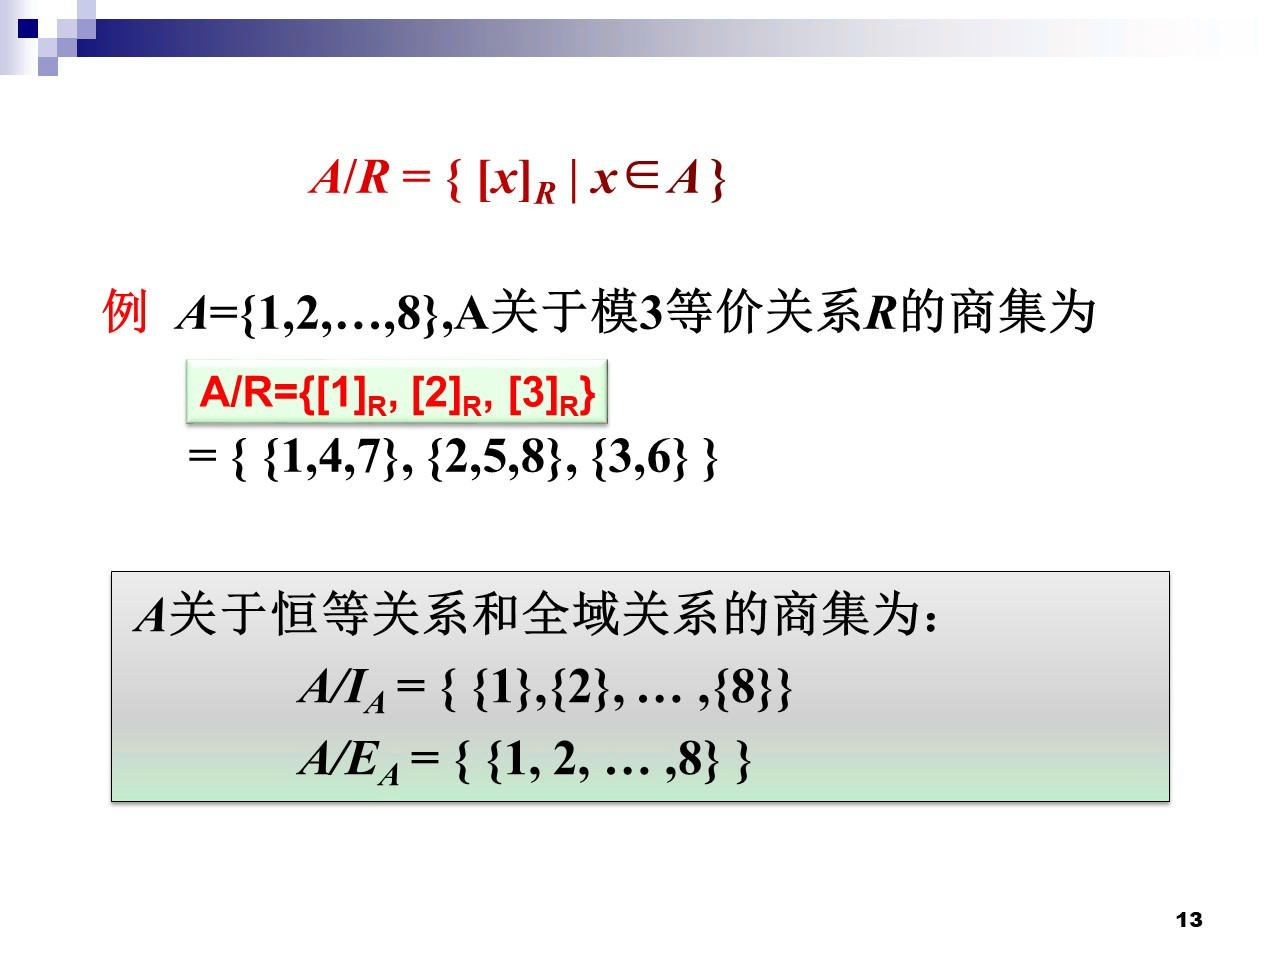 A/R = { [x]R | x∈A }
例 A={1,2,…,8},A关于模3等价关系R的商集为
A/R={[1]R, [2]R, [3]R}
= { {1,4,7}, {2,5,8}, {3,6} }
A关于恒等关系和全域关系的商集为：
A/IA = { {1},{2}, … ,{8}}
A/EA = { {1, 2, … ,8} }
13